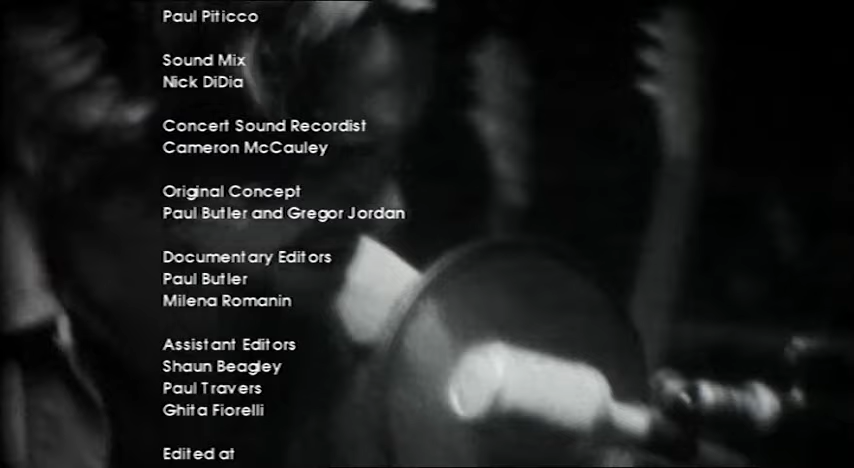 Paul Piticco
Sound Mix
Nick DiDia
Concert Sound Recordist
Cameron McCauley
Original Concept
Paul Butler and Gregor Jordan
Documentary Editors
Paul Butler
Milena Romanin
Assistant Editors
Shaun Beagley
Paul Travers
Ghita Fiorelli
Edited at